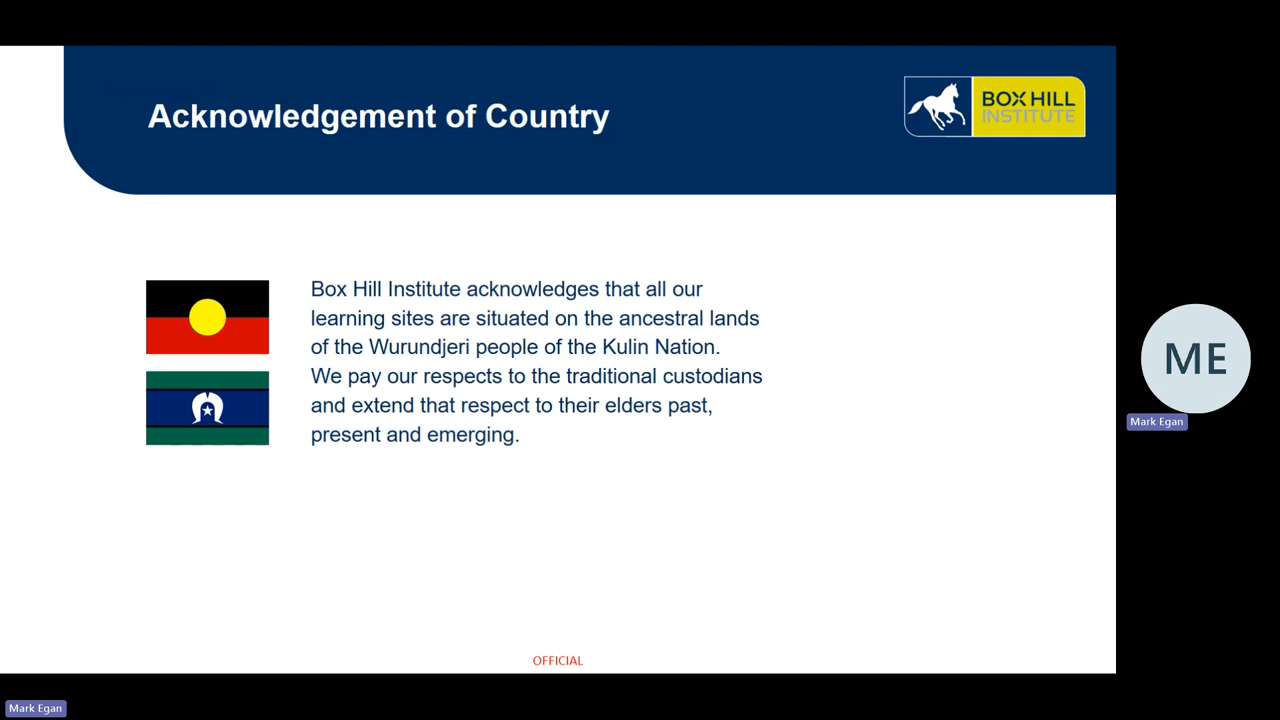 Acknowledgement of Country
BOX HILL
INSTITUTE
Box Hill Institute acknowledges that all our
learning sites are situated on the ancestral lands
of the Wurundjeri people of the Kulin Nation.
We pay our respects to the traditional custodians
and extend that respect to their elders past,
present and emerging.
ME
Mark Egan
OFFICIAL
Mark Egan